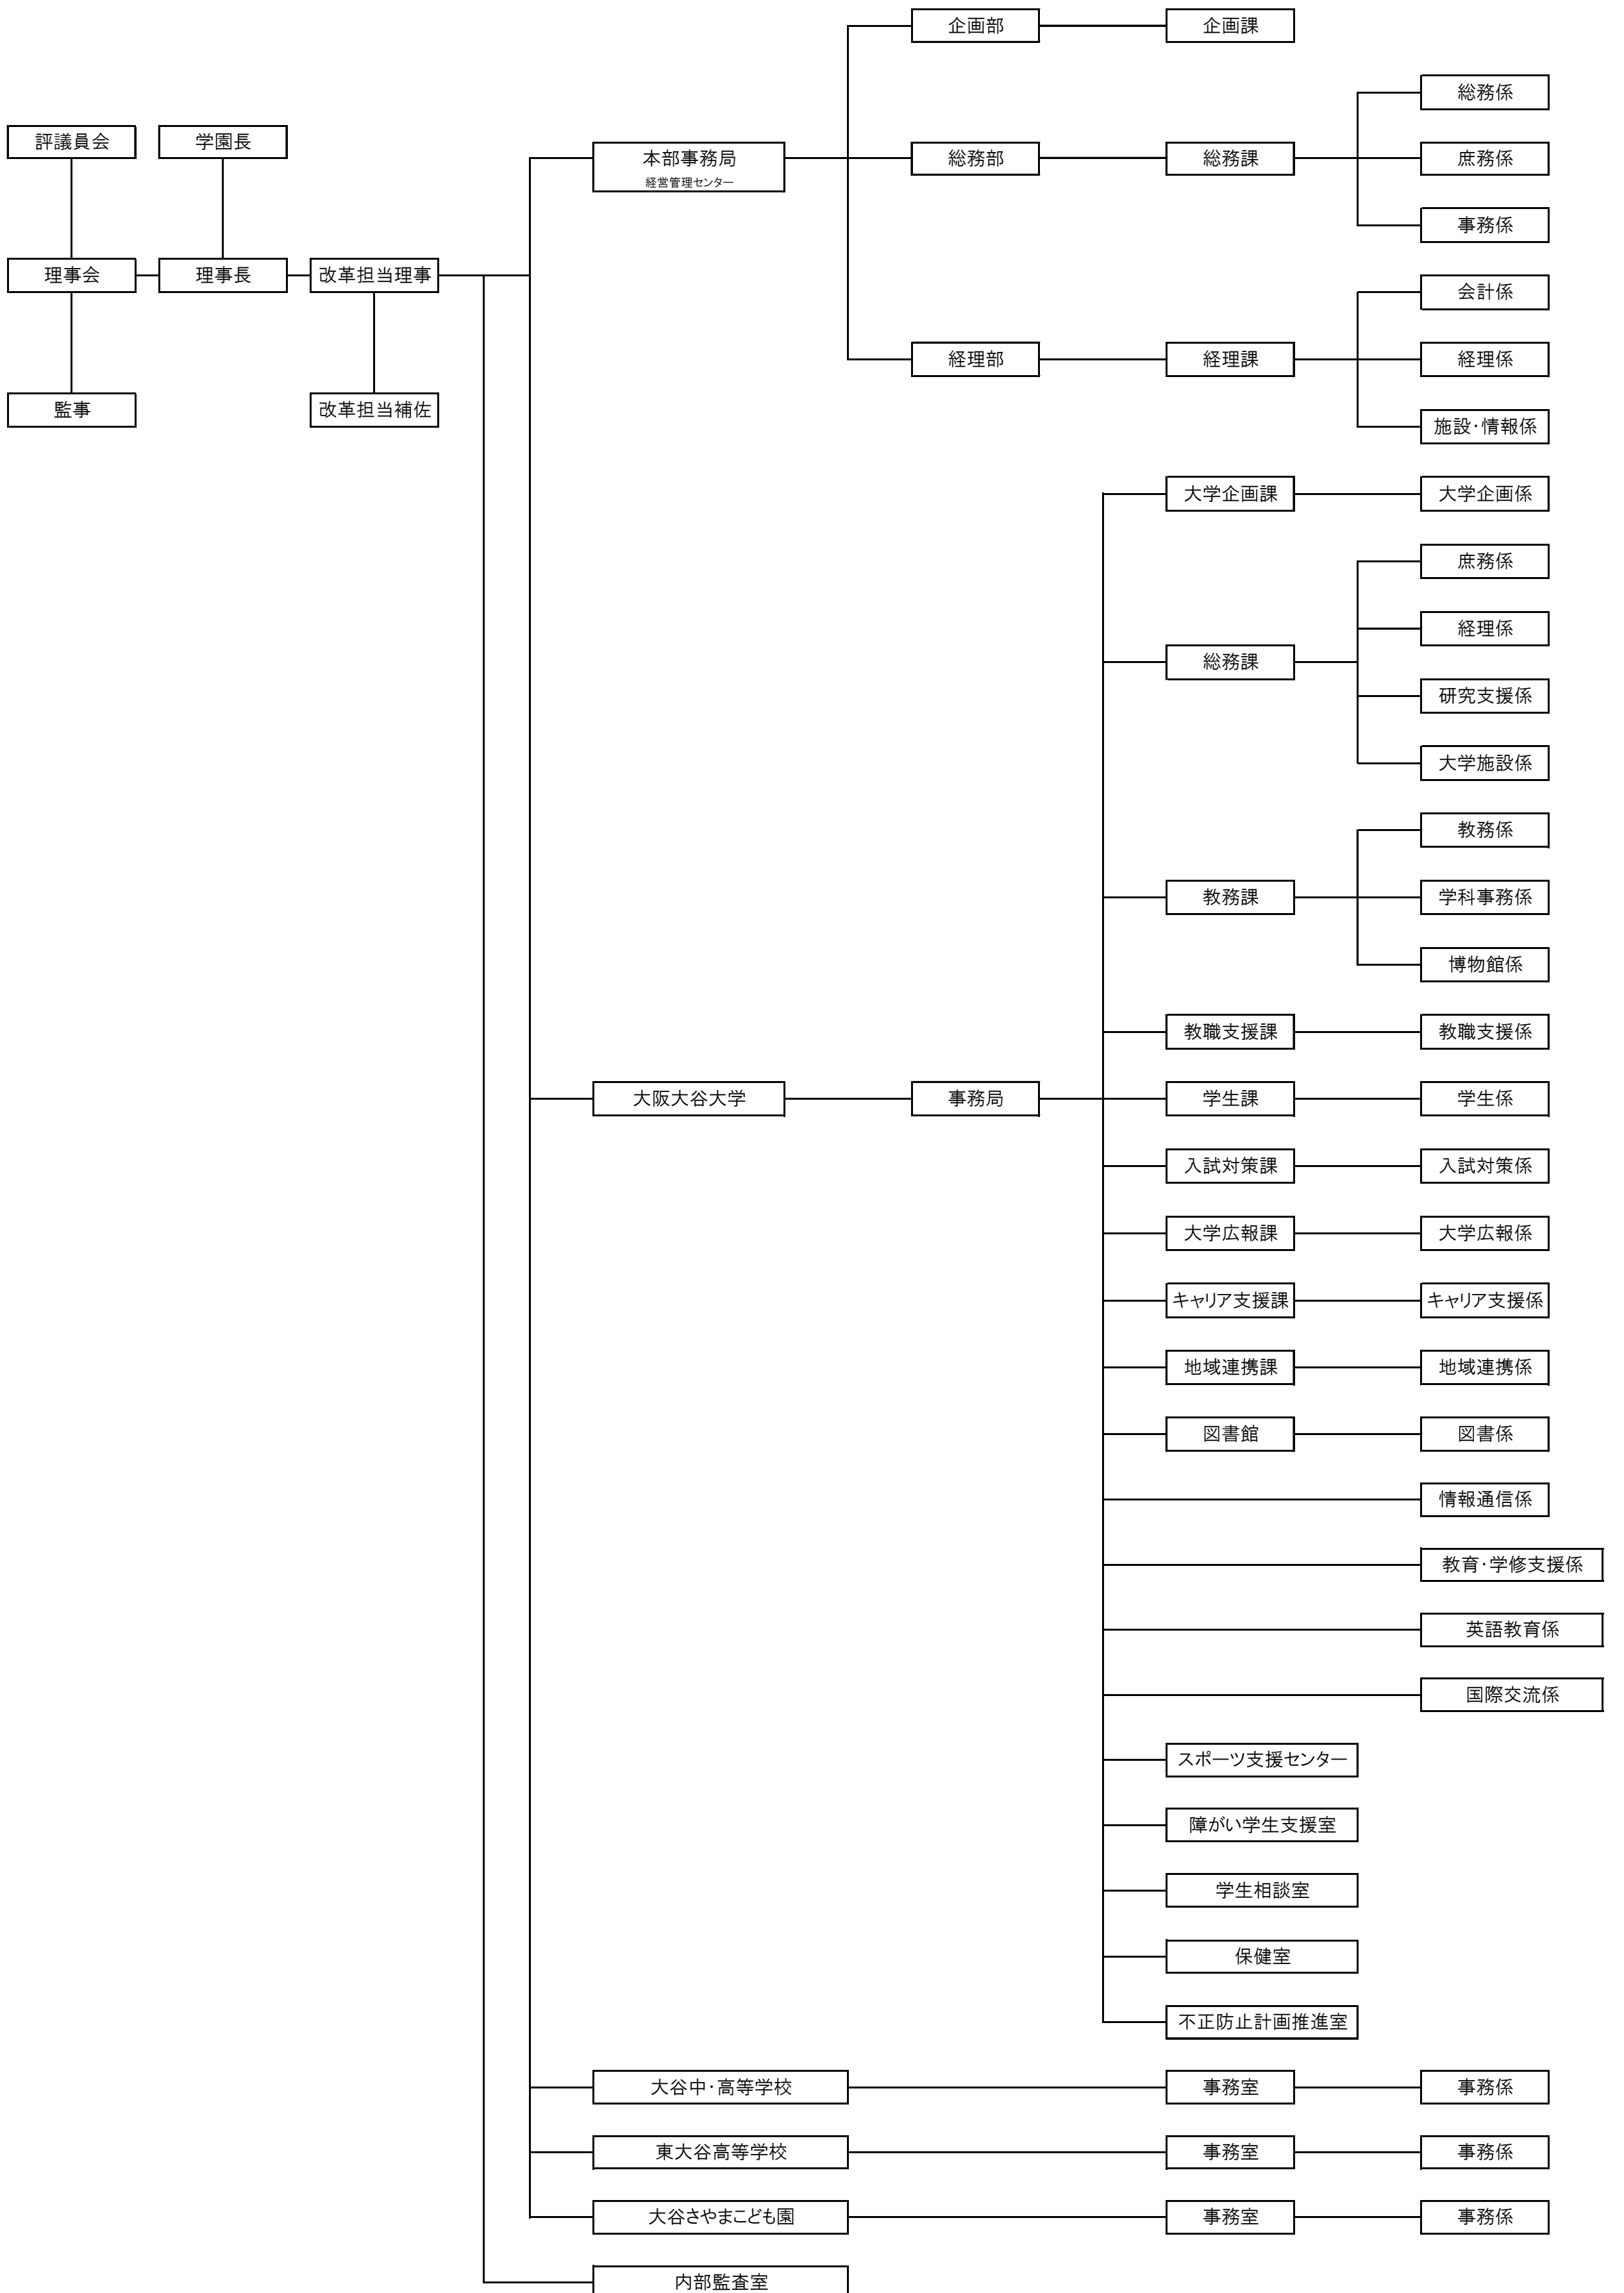 企画部
企画課
総務係
評議員会
学園長
本部事務局
経営管理センター
総務部
総務課
庶務係
事務係
理事会
理事長
改革担当理事
会計係
経理部
経理課
経理係
監事
改革担当補佐
施設・情報係
大学企画課
大学企画係
庶務係
経理係
総務課
研究支援係
大学施設係
教務係
教務課
学科事務係
博物館係
教職支援課
教職支援係
大阪大谷大学
事務局
学生課
学生係
入試対策課
入試対策係
大学広報課
大学広報係
キャリア支援課
キャリア支援係
地域連携課
地域連携係
図書館
図書係
情報通信係
教育・学修支援係
英語教育係
国際交流係
スポーツ支援センター
障がい学生支援室
学生相談室
保健室
不正防止計画推進室
大谷中・高等学校
事務室
事務係
東大谷高等学校
事務室
事務係
大谷さやまこども園
事務室
事務係
内部監査室